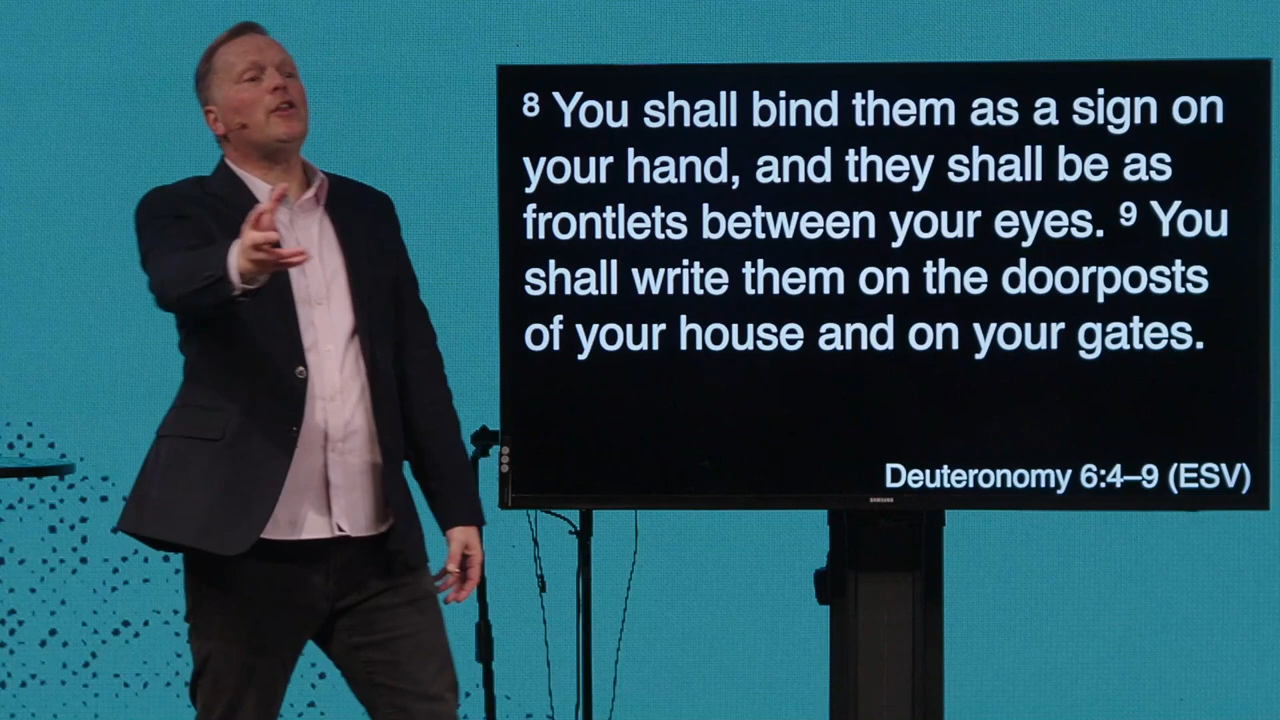 ⁸ You shall bind them as a sign on
your hand, and they shall be as
frontlets between your eyes. ⁹ You
shall write them on the doorposts
of your house and on your gates.
Deuteronomy 6:4–9 (ESV)
SAMSUNG